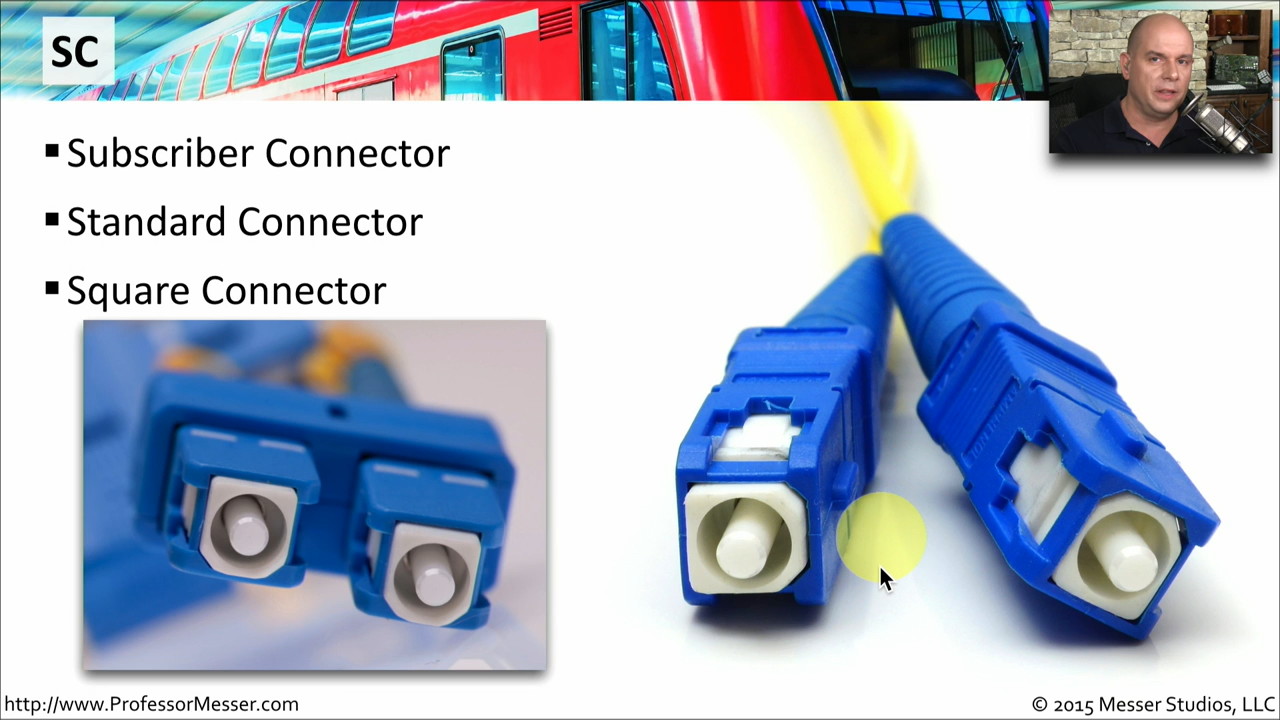 SC
▪ Subscriber Connector
▪ Standard Connector
▪ Square Connector
http://www.ProfessorMesser.com
© 2015 Messer Studios, LLC